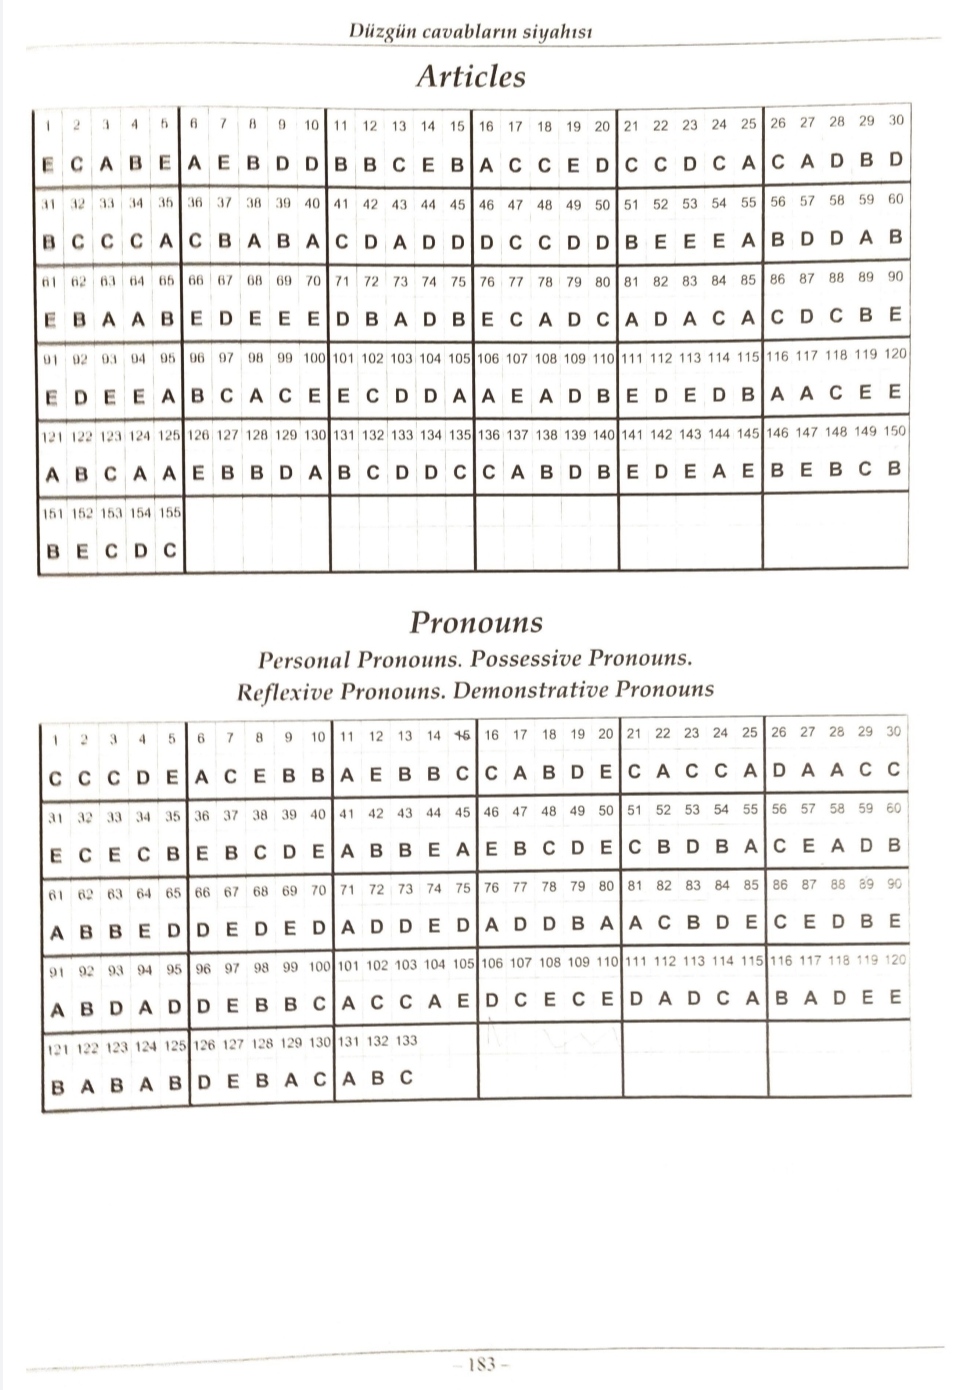 Düzgün cavabların siyahısı
Articles
1 2 3 4 5 6 7 8 9 10 11 12 13 14 15 16 17 18 19 20 21 22 23 24 25 26 27 28 29 30
E C A B E A E B D D B B C E B A C C E D C C D C A C A D B D
31 32 33 34 35 36 37 38 39 40 41 42 43 44 45 46 47 48 49 50 51 52 53 54 55 56 57 58 59 60
B C C C A C B A B A C D A D D D C C D D B E E E A B D D A B
61 62 63 64 65 66 67 68 69 70 71 72 73 74 75 76 77 78 79 80 81 82 83 84 85 86 87 88 89 90
E B A A B E D E E E D B A D B E C A D C A D A C A C D C B E
91 92 93 94 95 96 97 98 99 100 101 102 103 104 105 106 107 108 109 110 111 112 113 114 115 116 117 118 119 120
E D E E A B C A C E E C D D A A E A D B E D E D B A A C E E
121 122 123 124 125 126 127 128 129 130 131 132 133 134 135 136 137 138 139 140 141 142 143 144 145 146 147 148 149 150
A B C A A E B B D A B C D D C C A B D B E D E A E B E B C B
151 152 153 154 155
B E C D C
Pronouns
Personal Pronouns. Possessive Pronouns.
Reflexive Pronouns. Demonstrative Pronouns
1 2 3 4 5 6 7 8 9 10 11 12 13 14 15 16 17 18 19 20 21 22 23 24 25 26 27 28 29 30
C C C D E A C E B B A E B B C C A B D E C A C C A D A A C C
31 32 33 34 35 36 37 38 39 40 41 42 43 44 45 46 47 48 49 50 51 52 53 54 55 56 57 58 59 60
E C E C B E B C D E A B B E A E B C D E C B D B A C E A D B
61 62 63 64 65 66 67 68 69 70 71 72 73 74 75 76 77 78 79 80 81 82 83 84 85 86 87 88 89 90
A B B E D D E D E D A D D E D A D D B A A C B D E C E D B E
91 92 93 94 95 96 97 98 99 100 101 102 103 104 105 106 107 108 109 110 111 112 113 114 115 116 117 118 119 120
A B D A D D E B B C A C C A E D C E C E D A D C A B A D E E
121 122 123 124 125 126 127 128 129 130 131 132 133
B A B A B D E B A C A B C
- 183 -